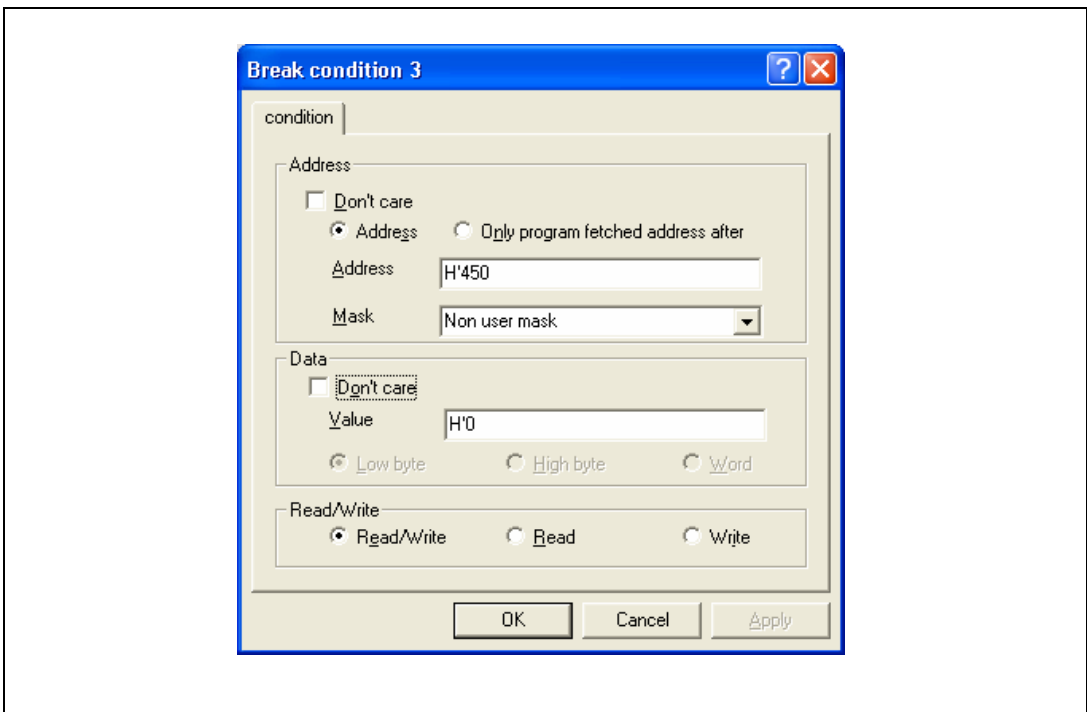 Break condition 3
condition
Address
Don't care
Address Only program fetched address after
Address H'450
Mask Non user mask
Data
Don't care
Value H'0
Low byte High byte Word
Read/Write
Read/Write Read Write
OK Cancel Apply